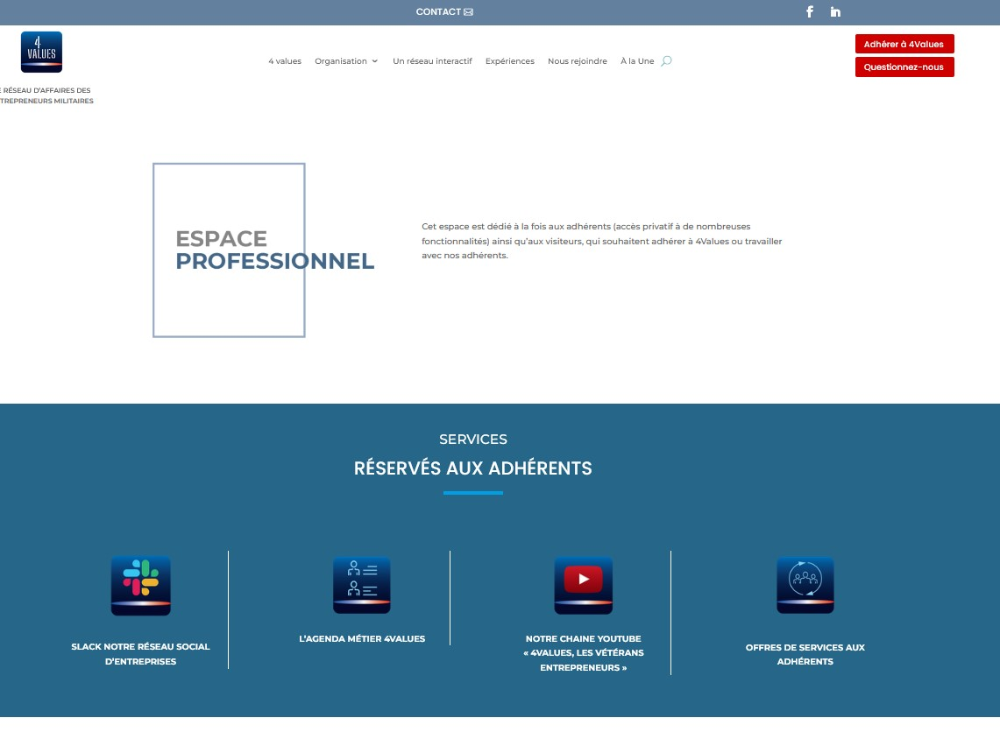 CONTACT
4
VALUES
RÉSEAU D'AFFAIRES DES
TREPRENEURS MILITAIRES
4 values Organisation Un réseau interactif Expériences Nous rejoindre À la Une
Adhérer à 4Values
Questionnez-nous
ESPACE
PROFESSIONNEL
Cet espace est dédié à la fois aux adhérents (accès privatif à de nombreuses
fonctionnalités) ainsi qu'aux visiteurs, qui souhaitent adhérer à 4Values ou travailler
avec nos adhérents.
SERVICES
RÉSERVÉS AUX ADHÉRENTS
SLACK NOTRE RÉSEAU SOCIAL
D'ENTREPRISES
L'AGENDA MÉTIER 4VALUES
NOTRE CHAINE YOUTUBE
« 4VALUES, LES VÉTÉRANS
ENTREPRENEURS »
OFFRES DE SERVICES AUX
ADHÉRENTS